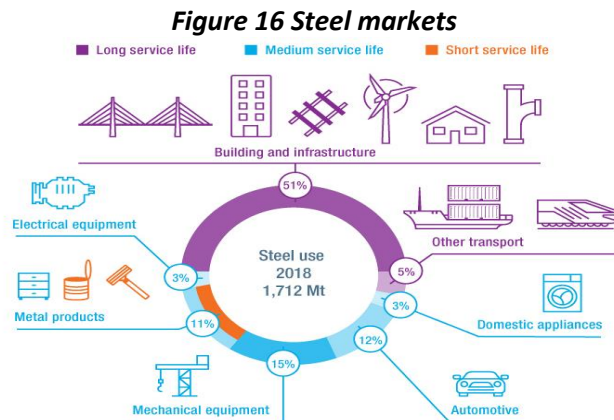 Figure 16 Steel markets
Long service life Medium service life Short service life
Building and infrastructure
51%
Electrical equipment
Other transport
Steel use
2018
1,712 Mt
3%
5%
Metal products
3%
Domestic appliances
11%
12%
15%
Mechanical equipment
Automotive